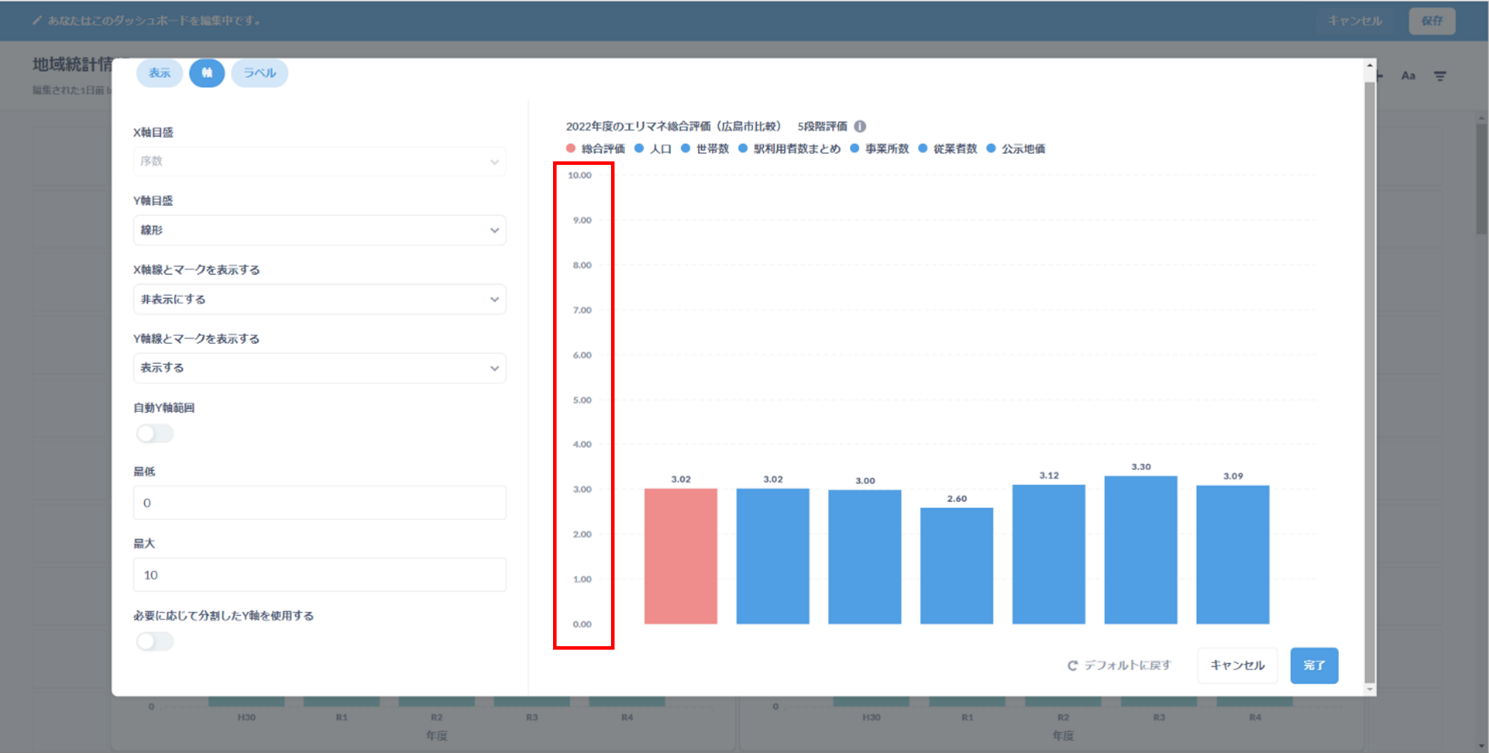 あなたはこのダッシュボードを編集中です。
キャンセル
保存
地域統計情
編集された1日前
Aa
表示
軸
ラベル
X軸目盛
序数
Y軸目盛
線形
X軸線とマークを表示する
非表示にする
Y軸線とマークを表示する
表示する
自動Y軸範囲
最低
0
最大
10
必要に応じて分割したY軸を使用する
2022年度のエリマネ総合評価（広島市比較）　5段階評価
総合評価 人口 世帯数 駅利用者数まとめ 事業所数 従業者数 公示地価
10.00
9.00
8.00
7.00
6.00
5.00
4.00
3.00
2.00
1.00
0.00
3.02 3.02 3.00 2.60 3.12 3.30 3.09
デフォルトに戻す
キャンセル
完了
0
H30 R1 R2 R3 R4
年度
0
H30 R1 R2 R3 R4
年度